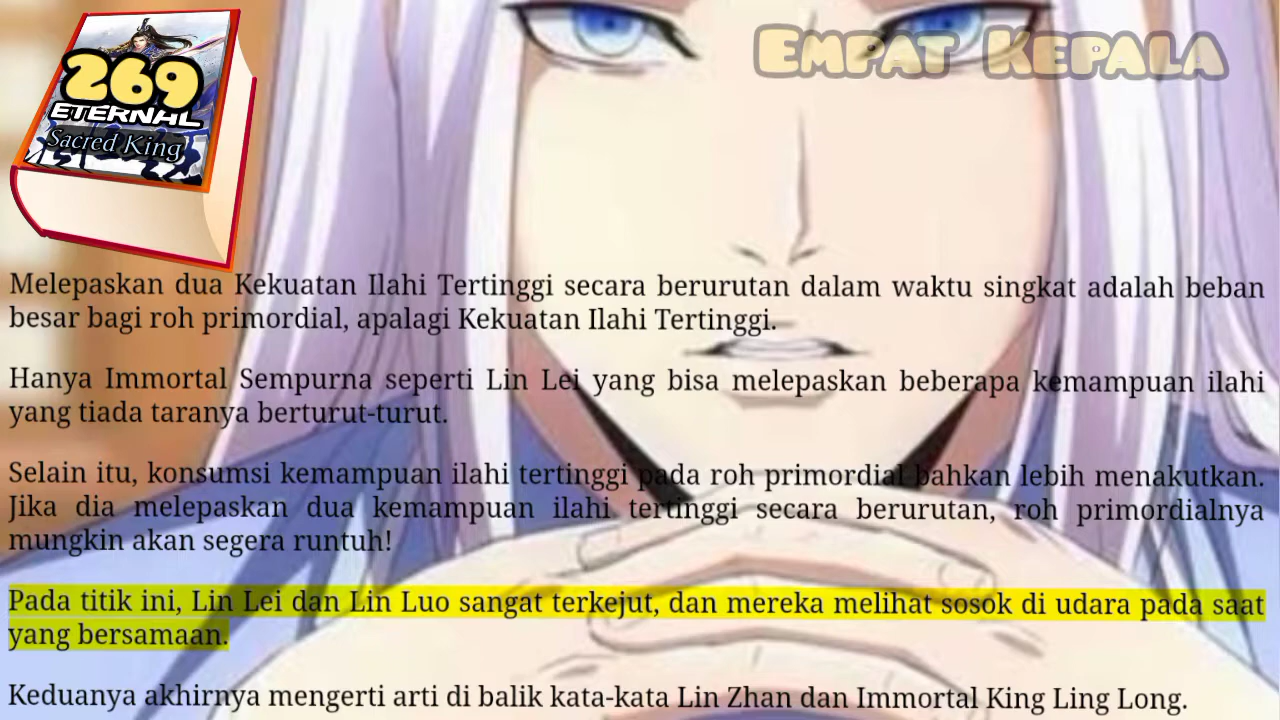 269
ETERNAL
Sacred King
EMPAT KEPALA
Melepaskan dua Kekuatan Ilahi Tertinggi secara berurutan dalam waktu singkat adalah beban
besar bagi roh primordial, apalagi Kekuatan Ilahi Tertinggi.
Hanya Immortal Sempurna seperti Lin Lei yang bisa melepaskan beberapa kemampuan ilahi
yang tiada taranya berturut-turut.
Selain itu, konsumsi kemampuan ilahi tertinggi pada roh primordial bahkan lebih menakutkan.
Jika dia melepaskan dua kemampuan ilahi tertinggi secara berurutan, roh primordialnya
mungkin akan segera runtuh!
Pada titik ini, Lin Lei dan Lin Luo sangat terkejut, dan mereka melihat sosok di udara pada saat
yang bersamaan.
Keduanya akhirnya mengerti arti di balik kata-kata Lin Zhan dan Immortal King Ling Long.